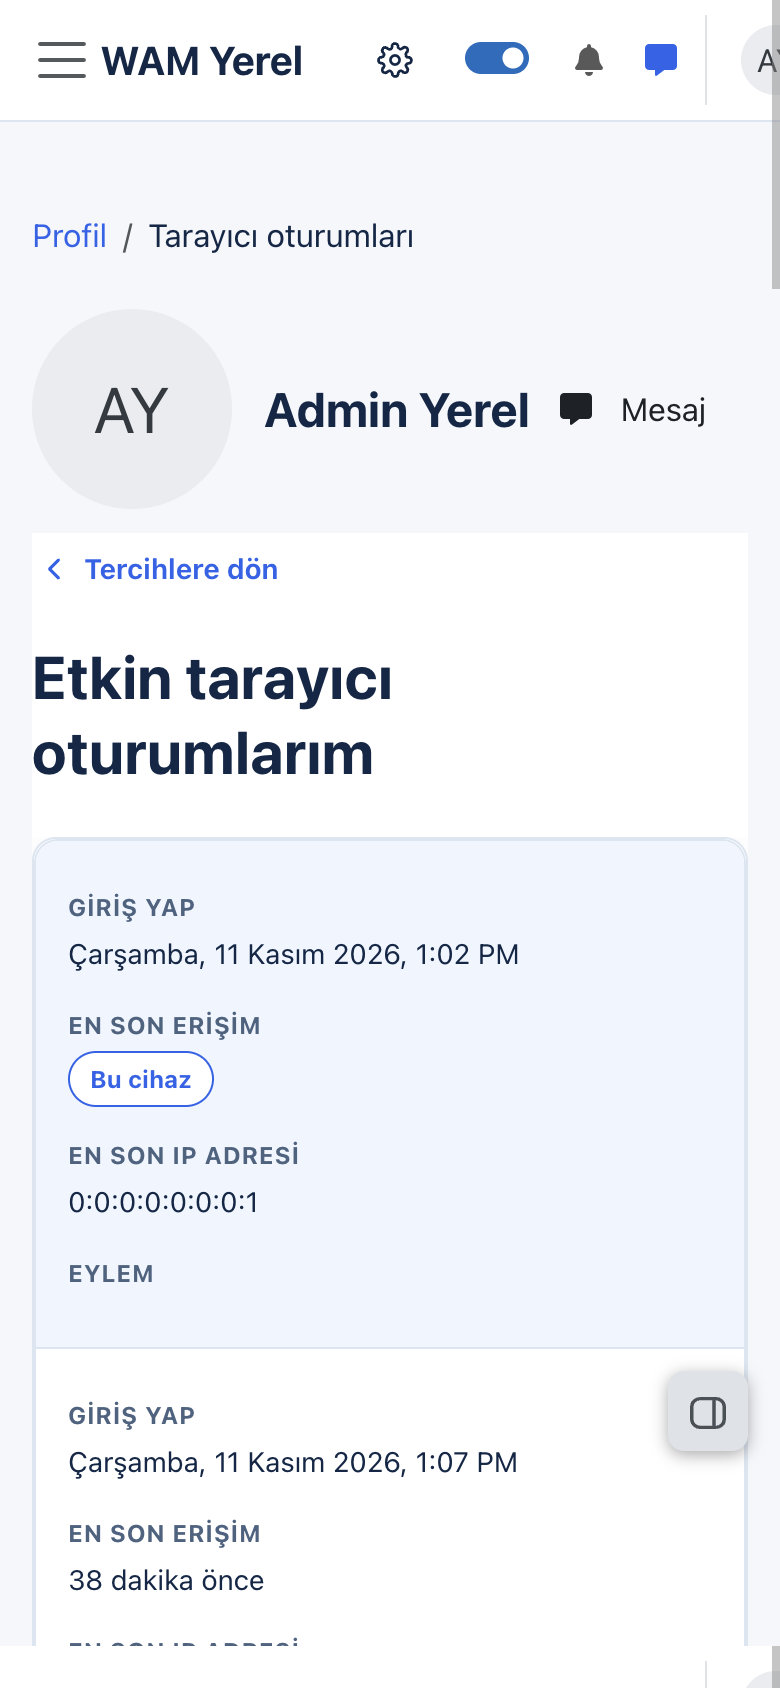 WAM Yerel
Profil / Tarayıcı oturumları
AY
Admin Yerel
Mesaj
Tercihlere dön
Etkin tarayıcı
oturumlarım
GİRİŞ YAP
Çarşamba, 11 Kasım 2026, 1:02 PM
EN SON ERİŞİM
Bu cihaz
EN SON IP ADRESİ
0:0:0:0:0:0:0:1
EYLEM
GİRİŞ YAP
Çarşamba, 11 Kasım 2026, 1:07 PM
EN SON ERİŞİM
38 dakika önce